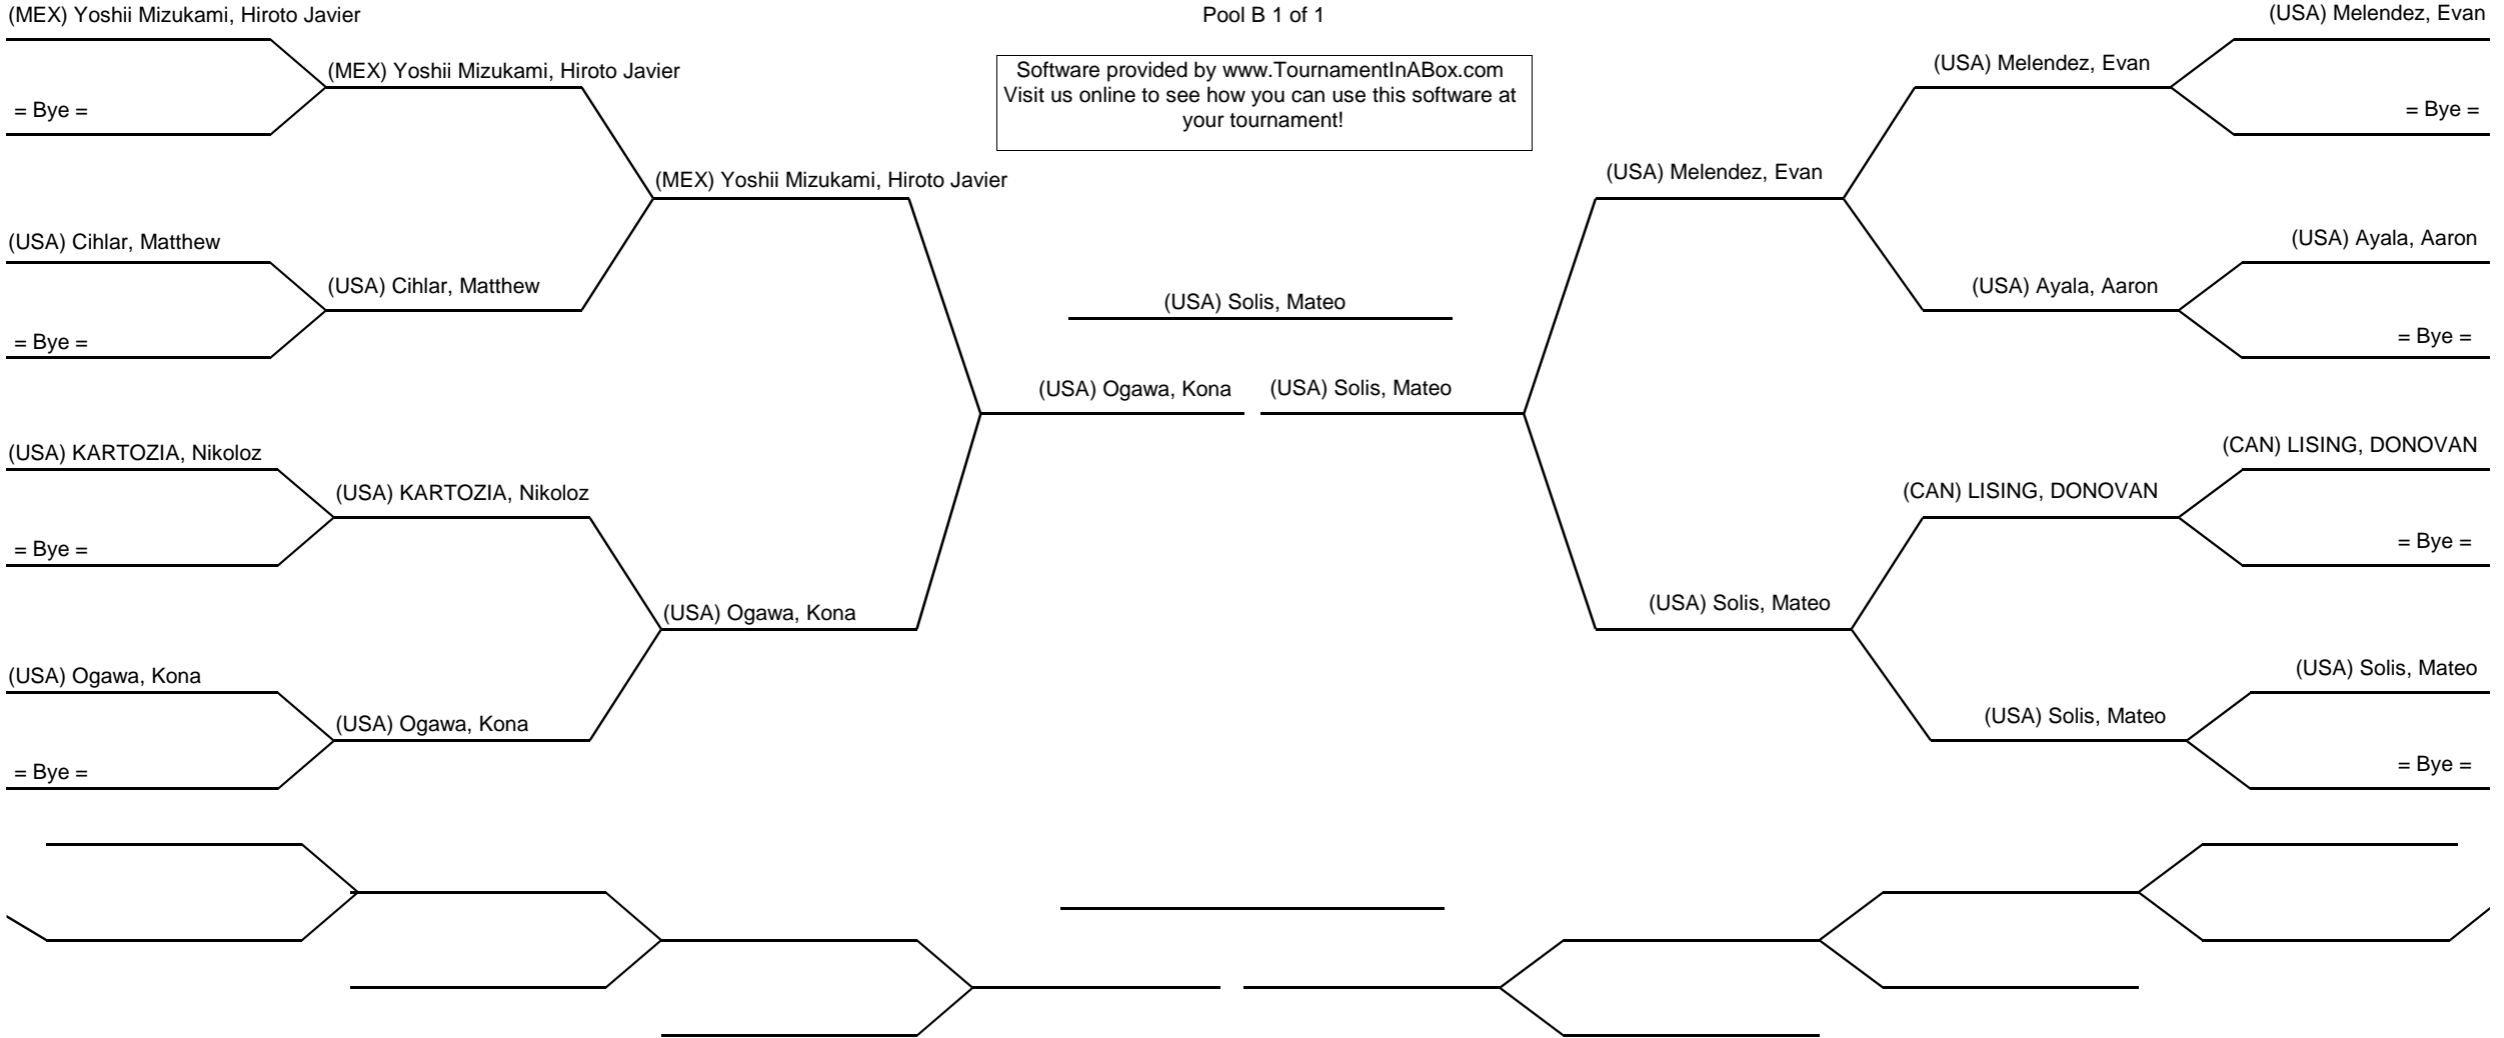 (MEX) Yoshii Mizukami, Hiroto Javier
Pool B 1 of 1
(USA) Melendez, Evan
(MEX) Yoshii Mizukami, Hiroto Javier
Software provided by www.TournamentInABox.com
Visit us online to see how you can use this software at
your tournament!
(USA) Melendez, Evan
= Bye =
= Bye =
(MEX) Yoshii Mizukami, Hiroto Javier
(USA) Melendez, Evan
(USA) Cihlar, Matthew
(USA) Ayala, Aaron
(USA) Cihlar, Matthew
(USA) Solis, Mateo
(USA) Ayala, Aaron
= Bye =
= Bye =
(USA) Ogawa, Kona
(USA) Solis, Mateo
(USA) KARTOZIA, Nikoloz
(CAN) LISING, DONOVAN
(USA) KARTOZIA, Nikoloz
(CAN) LISING, DONOVAN
= Bye =
= Bye =
(USA) Ogawa, Kona
(USA) Solis, Mateo
(USA) Ogawa, Kona
(USA) Solis, Mateo
(USA) Ogawa, Kona
(USA) Solis, Mateo
= Bye =
= Bye =